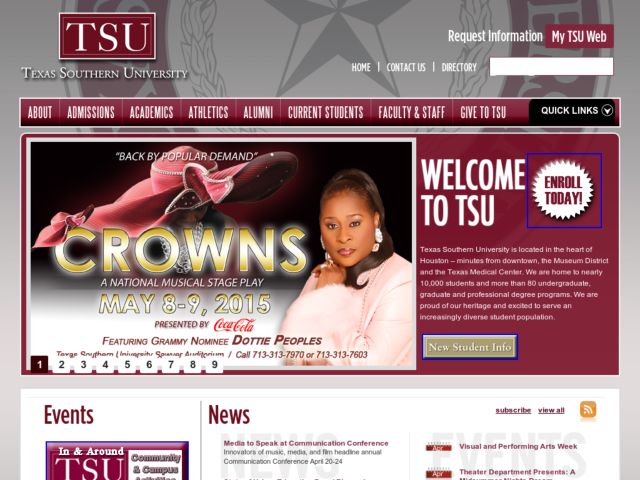 TSU
TEXAS SOUTHERN UNIVERSITY
Request Information
My TSU Web
HOME | CONTACT US | DIRECTORY
ABOUT
ADMISSIONS
ACADEMICS
ATHLETICS
ALUMNI
CURRENT STUDENTS
FACULTY & STAFF
GIVE TO TSU
QUICK LINKS
"BACK BY POPULAR DEMAND"
CROWNS
A NATIONAL MUSICAL STAGE PLAY
MAY 8-9, 2015
PRESENTED BY Coca-Cola
FEATURING GRAMMY NOMINEE DOTTIE PEOPLES
Texas Southern University Sawyer Auditorium / Call 713-313-7970 or 713-313-7603
1 2 3 4 5 6 7 8 9
WELCOME
TO TSU
ENROLL
TODAY!
Texas Southern University is located in the heart of
Houston – minutes from downtown, the Museum District
and the Texas Medical Center. We are home to nearly
10,000 students and more than 80 undergraduate,
graduate and professional degree programs. We are
proud of our heritage and excited to serve an
increasingly diverse student population.
New Student Info
Events
In & Around
TSU
Community
& Campus
News
subscribe view all
NEWS
EVENTS
Media to Speak at Communication Conference
Innovators of music, media, and film headline annual
Communication Conference April 20-24
Apr
Visual and Performing Arts Week
Apr
Theater Department Presents: A